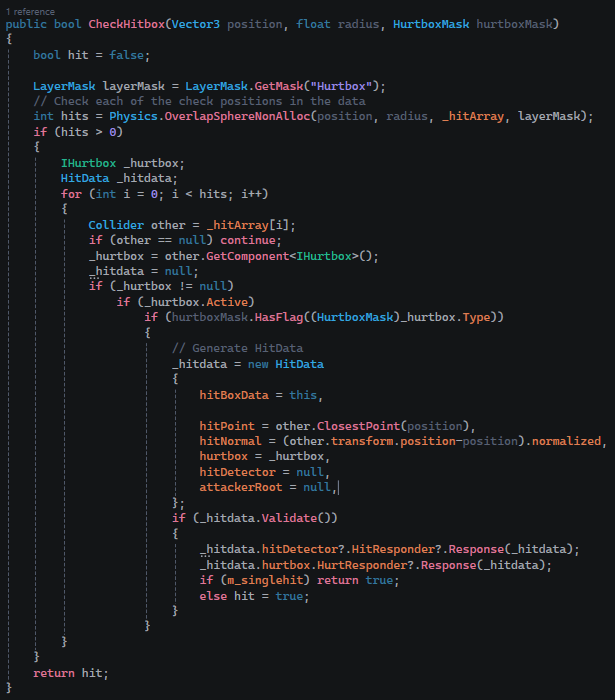 1 reference
public bool CheckHitbox(Vector3 position, float radius, HurtboxMask hurtboxMask)
{
    bool hit = false;

    LayerMask layerMask = LayerMask.GetMask("Hurtbox");
    // Check each of the check positions in the data
    int hits = Physics.OverlapSphereNonAlloc(position, radius, _hitArray, layerMask);
    if (hits > 0)
    {
        IHurtbox _hurtbox;
        HitData _hitdata;
        for (int i = 0; i < hits; i++)
        {
            Collider other = _hitArray[i];
            if (other == null) continue;
            _hurtbox = other.GetComponent<IHurtbox>();
            _hitdata = null;
            if (_hurtbox != null)
                if (_hurtbox.Active)
                    if (hurtboxMask.HasFlag((HurtboxMask)_hurtbox.Type))
                    {
                        // Generate HitData
                        _hitdata = new HitData
                        {
                            hitBoxData = this,

                            hitPoint = other.ClosestPoint(position),
                            hitNormal = (other.transform.position-position).normalized,
                            hurtbox = _hurtbox,
                            hitDetector = null,
                            attackerRoot = null,
                        };
                        if (_hitdata.Validate())
                        {
                            _hitdata.hitDetector?.HitResponder?.Response(_hitdata);
                            _hitdata.hurtbox.HurtResponder?.Response(_hitdata);
                            if (m_singlehit) return true;
                            else hit = true;
                        }
                    }
        }
    }
    return hit;
}